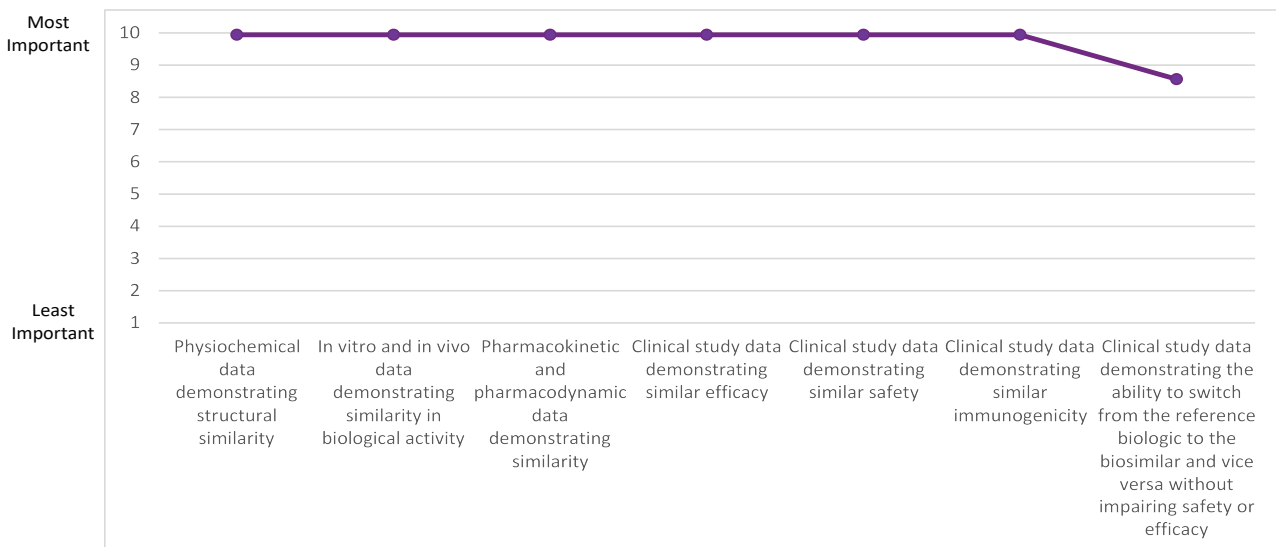 Most
Important
10
9
8
7
6
5
4
3
2
1
Least
Important
Physiochemical
data
demonstrating
structural
similarity
In vitro and in vivo
data
demonstrating
similarity in
biological activity
Pharmacokinetic
and
pharmacodynamic
data
demonstrating
similarity
Clinical study data
demonstrating
similar efficacy
Clinical study data
demonstrating
similar safety
Clinical study data
demonstrating
similar
immunogenicity
Clinical study data
demonstrating the
ability to switch
from the reference
biologic to the
biosimilar and vice
versa without
impairing safety or
efficacy